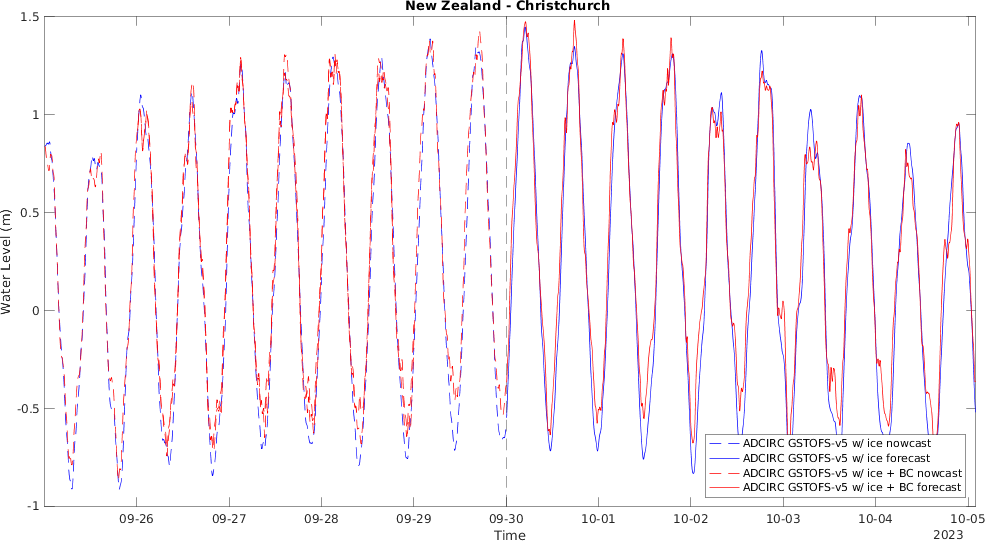 New Zealand - Christchurch
1.5
1
0.5
0
-0.5
-1
Water Level (m)
09-26 09-27 09-28 09-29 09-30 10-01 10-02 10-03 10-04 10-05
Time
2023
ADCIRC GSTOFS-v5 w/ ice nowcast
ADCIRC GSTOFS-v5 w/ ice forecast
ADCIRC GSTOFS-v5 w/ ice + BC nowcast
ADCIRC GSTOFS-v5 w/ ice + BC forecast